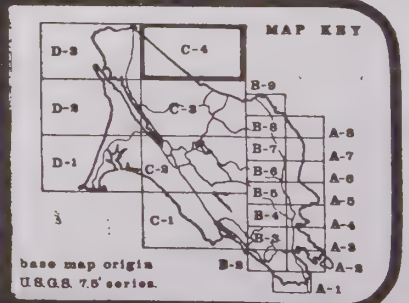 MAP KEY
D-3
C-4
B-9
D-2
C-3
B-8
A-8
B-7
A-7
D-1
B-6
A-6
C-2
B-5
A-5
B-4
A-4
C-1
B-3
A-3
B-2
A-2
A-1
base map origin
U.S.G.S. 7.5' series.